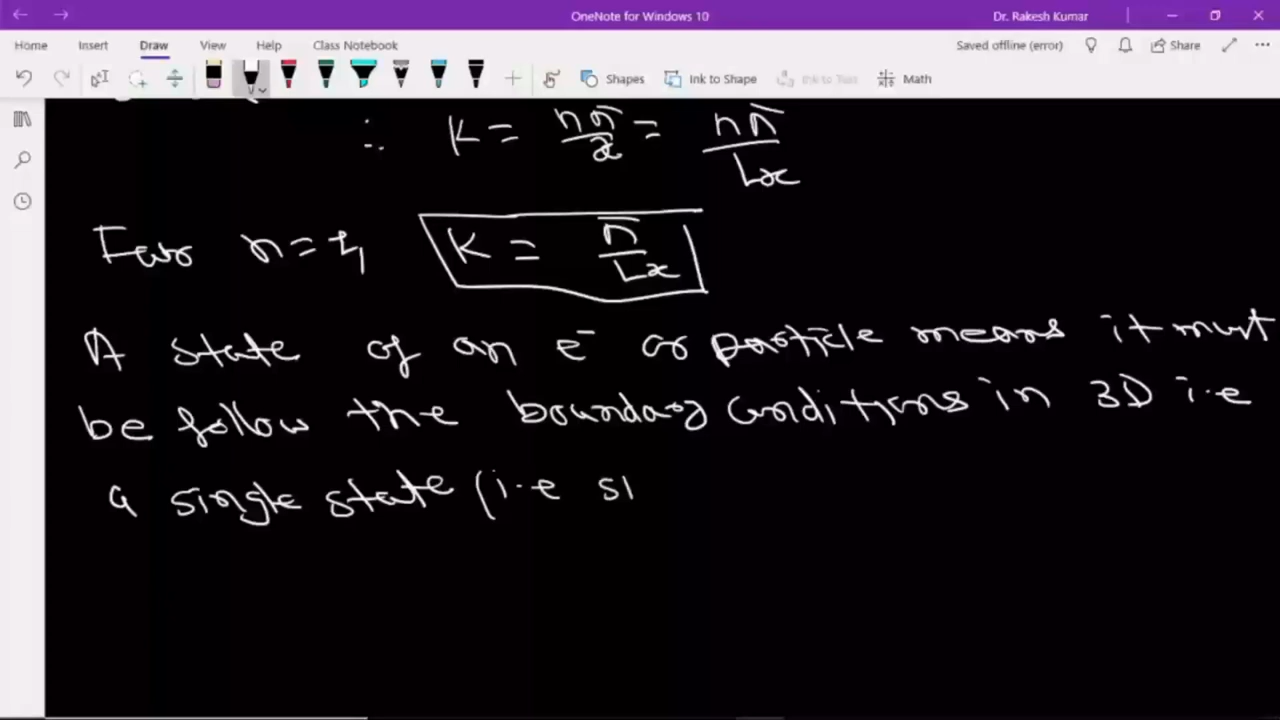 OneNote for Windows 10
Dr. Rakesh Kumar
Home Insert Draw View Help Class Notebook
Saved offline (error) Share
Shapes Ink to Shape Ink to Text Math
∴ K = nπ/x = nπ/Lx
For n=1, K = π/Lx
A state of an e⁻ or particle means it must
be follow the boundary conditions in 3D i.e
a single state (i.e si